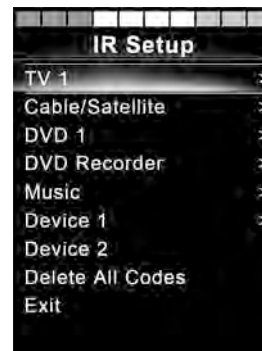 IR Setup
TV 1 >
Cable/Satellite >
DVD 1 >
DVD Recorder >
Music >
Device 1 >
Device 2
Delete All Codes
Exit